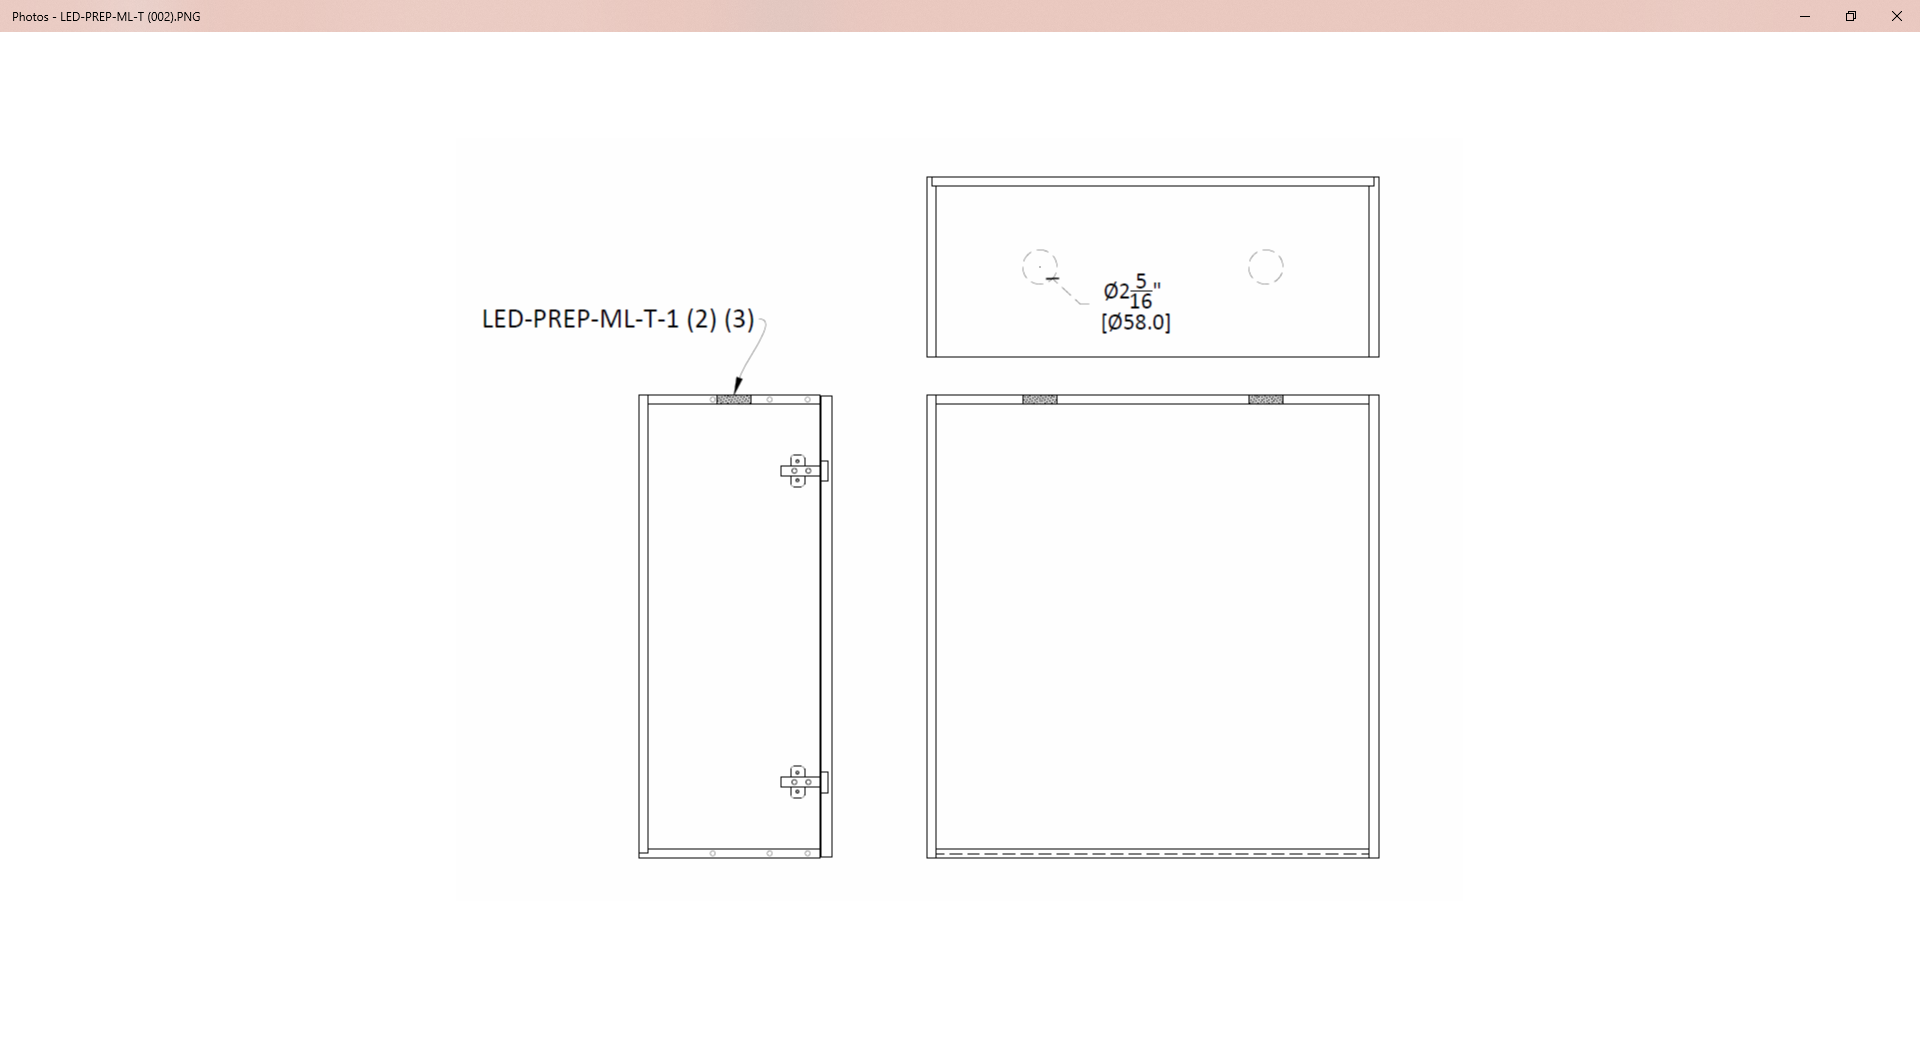 Photos - LED-PREP-ML-T (002).PNG
Ø2 5/16"
[Ø58.0]
LED-PREP-ML-T-1 (2) (3)